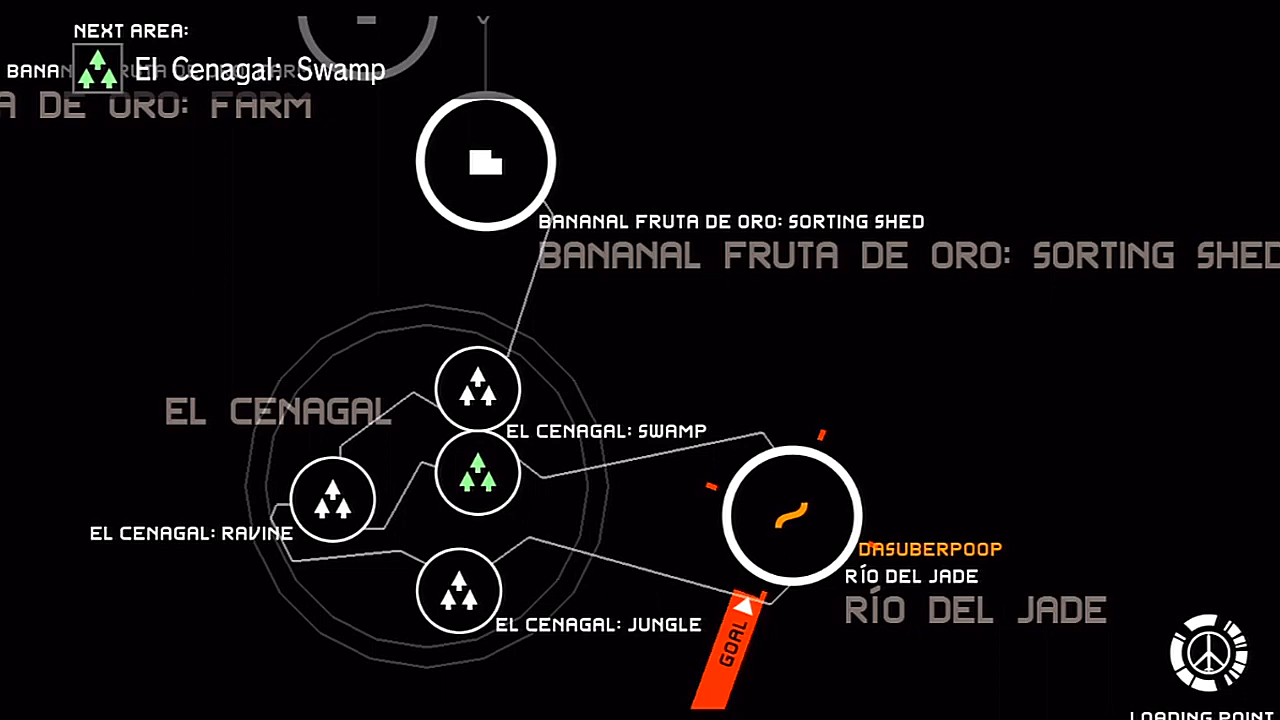 NEXT AREA:
El Cenagal: Swamp
A DE ORO: FARM
BANANAL FRUTA DE ORO: SORTING SHED
BANANAL FRUTA DE ORO: SORTING SHED
EL CENAGAL
EL CENAGAL: SWAMP
EL CENAGAL: RAVINE
DASUBERPOOP
RÍO DEL JADE
RÍO DEL JADE
EL CENAGAL: JUNGLE
GOAL
LOADING POINT